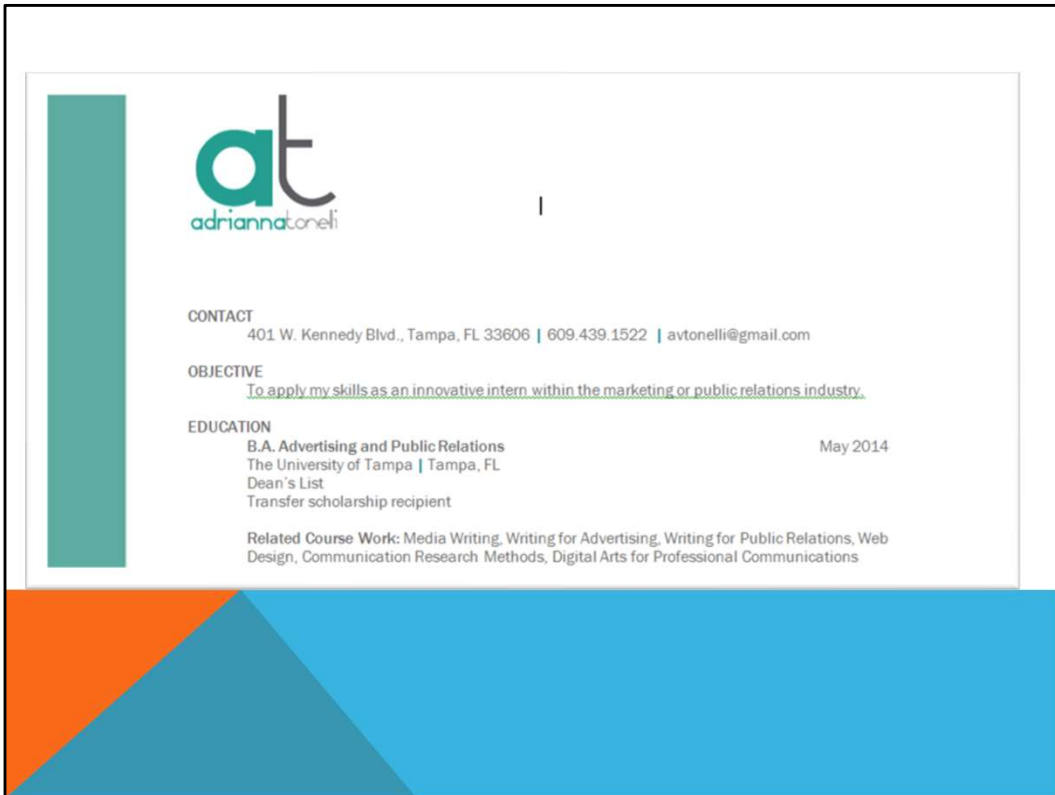 at
adriannatonelli
CONTACT
401 W. Kennedy Blvd., Tampa, FL 33606 | 609.439.1522 | avtonelli@gmail.com
OBJECTIVE
To apply my skills as an innovative intern within the marketing or public relations industry.
EDUCATION
B.A. Advertising and Public Relations May 2014
The University of Tampa | Tampa, FL
Dean's List
Transfer scholarship recipient
Related Course Work: Media Writing, Writing for Advertising, Writing for Public Relations, Web
Design, Communication Research Methods, Digital Arts for Professional Communications